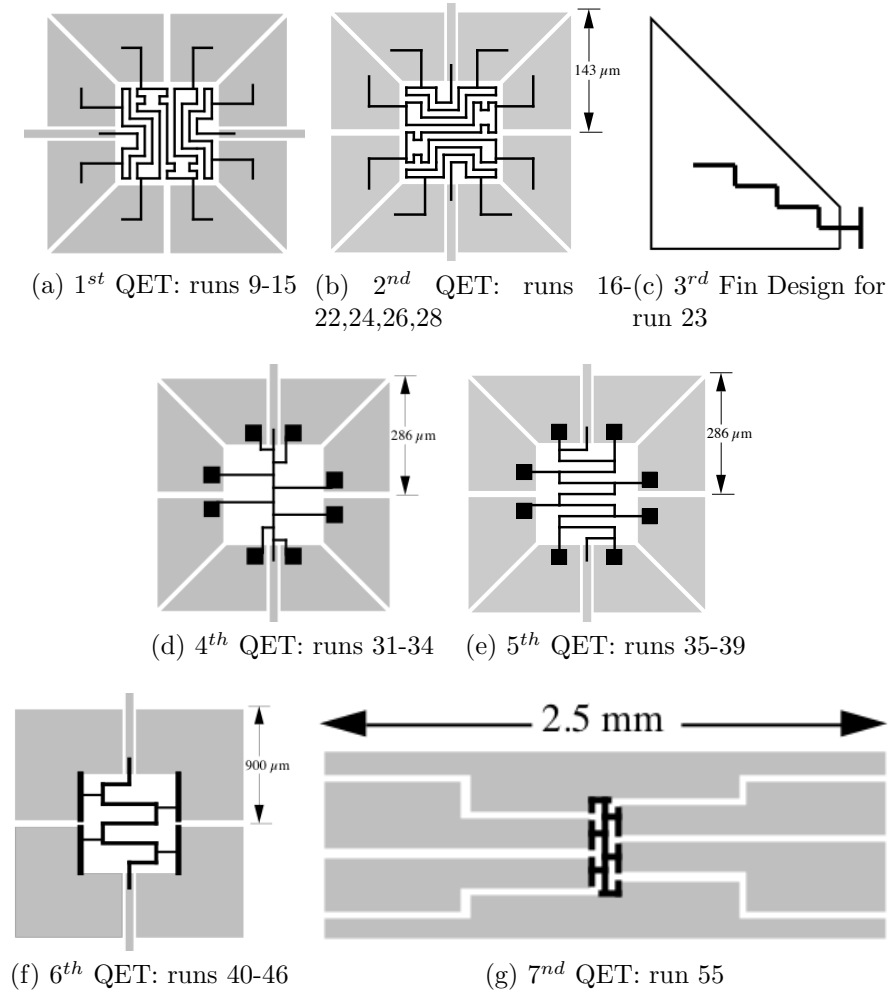 143 µm
(a) 1st QET: runs 9-15
(b) 2nd QET: runs 16-
22,24,26,28
(c) 3rd Fin Design for
run 23
286 µm
286 µm
(d) 4th QET: runs 31-34
(e) 5th QET: runs 35-39
900 µm
2.5 mm
(f) 6th QET: runs 40-46
(g) 7nd QET: run 55